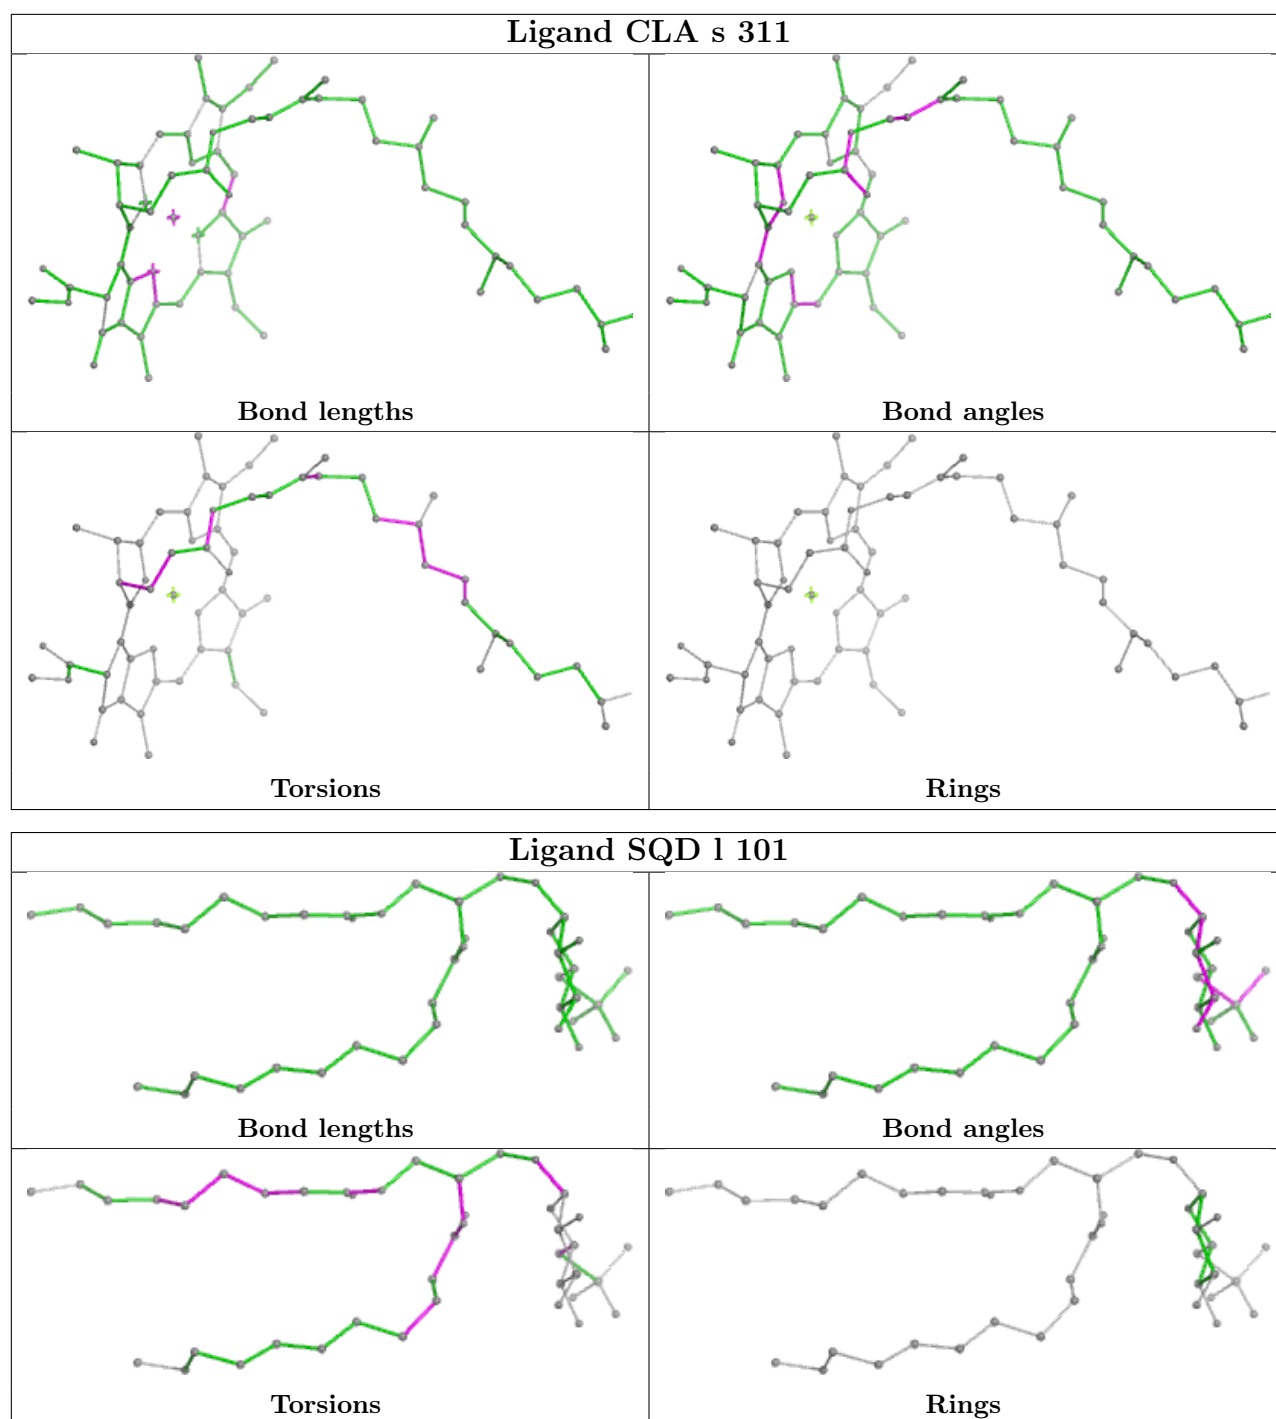 Ligand CLA s 311
Bond lengths
Bond angles
Torsions
Rings
Ligand SQD l 101
Bond lengths
Bond angles
Torsions
Rings